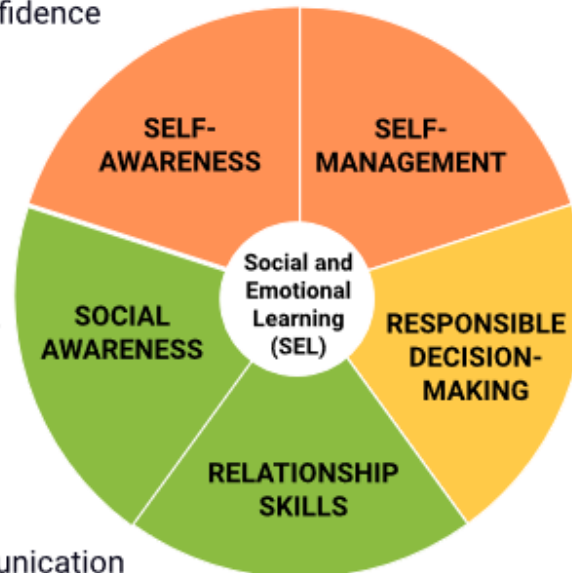 fidence
SELF-
AWARENESS
SELF-
MANAGEMENT
Social and
Emotional
Learning
(SEL)
SOCIAL
AWARENESS
RESPONSIBLE
DECISION-
MAKING
RELATIONSHIP
SKILLS
unication